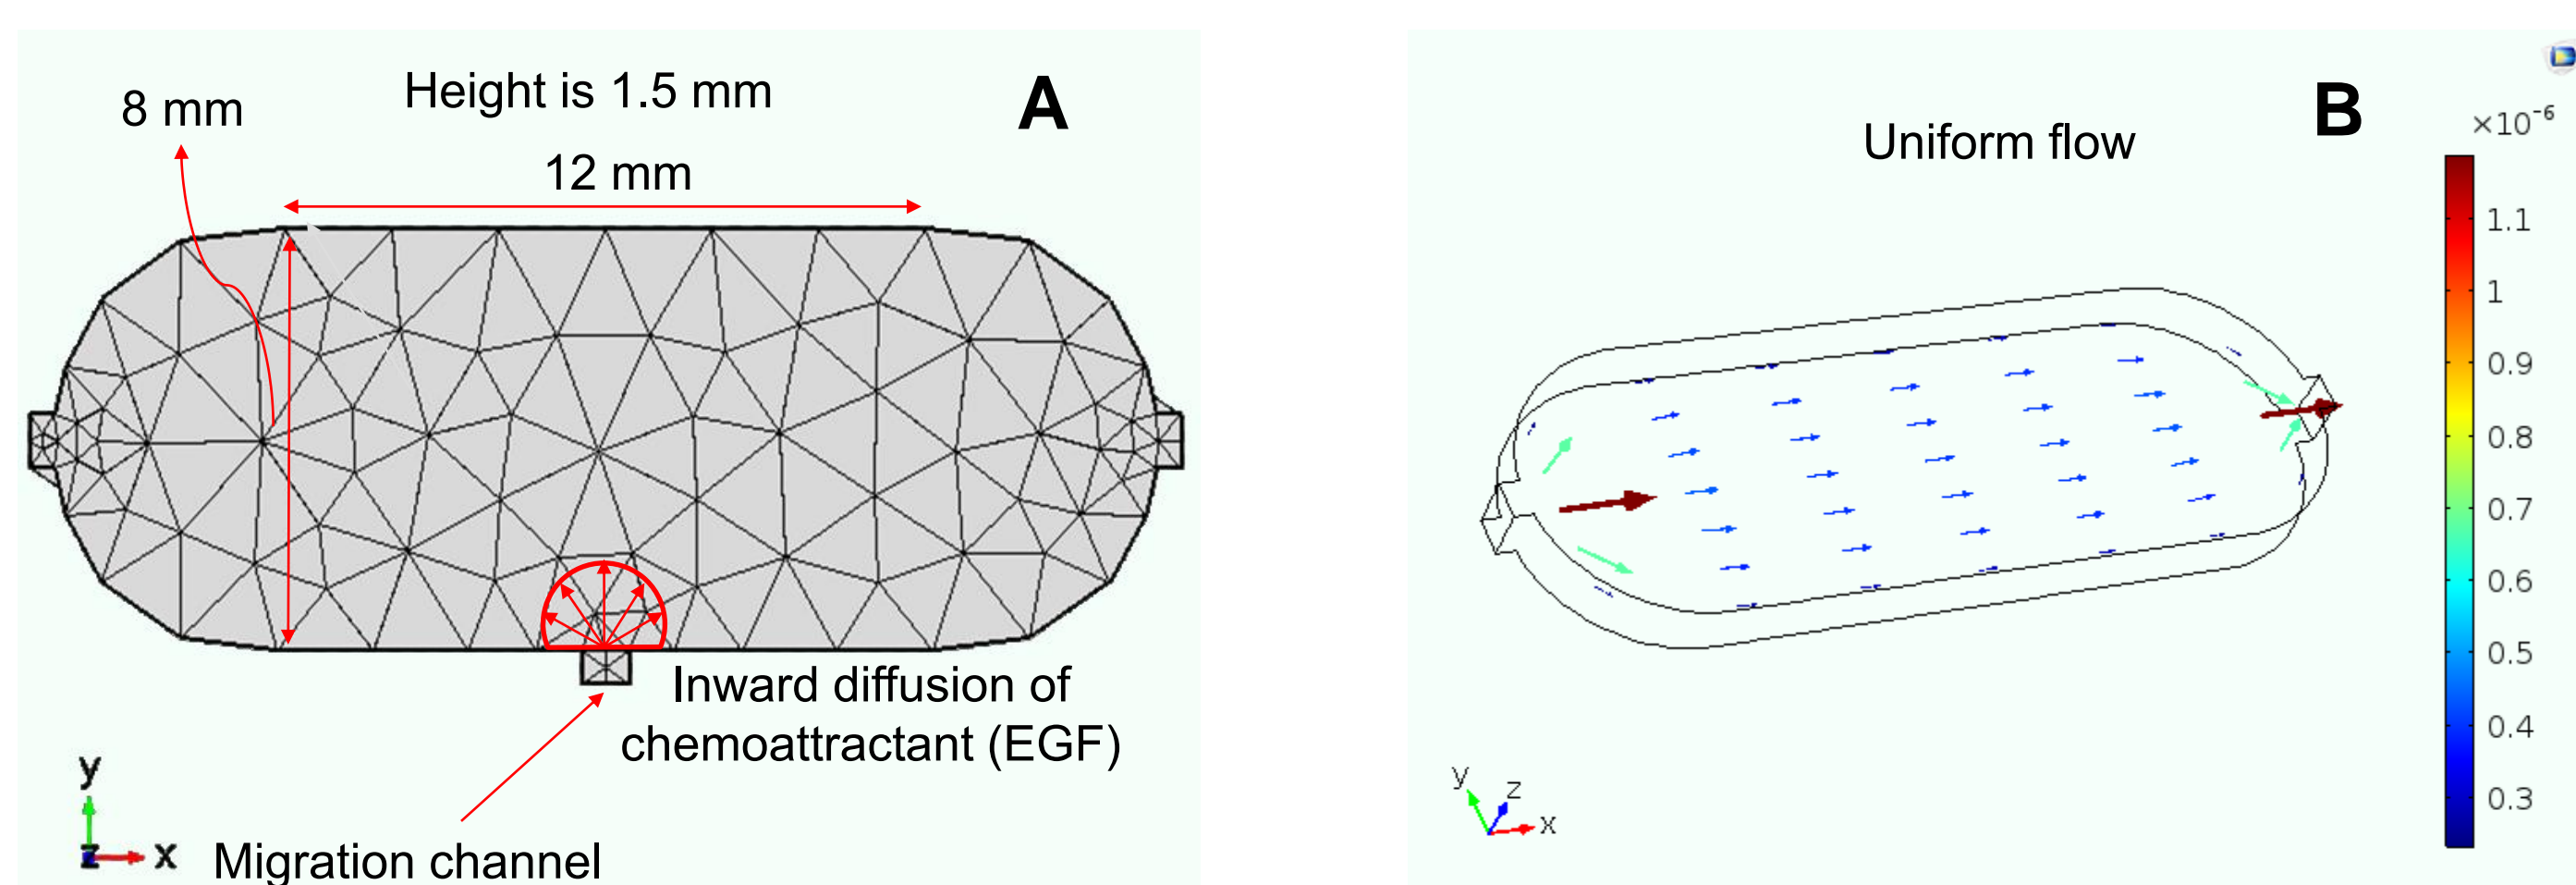 Height is 1.5 mm
A
8 mm
12 mm
Inward diffusion of
chemoattractant (EGF)
Migration channel
y
z
x
B
Uniform flow
×10⁻⁶
1.1
1
0.9
0.8
0.7
0.6
0.5
0.4
0.3
y
z
x